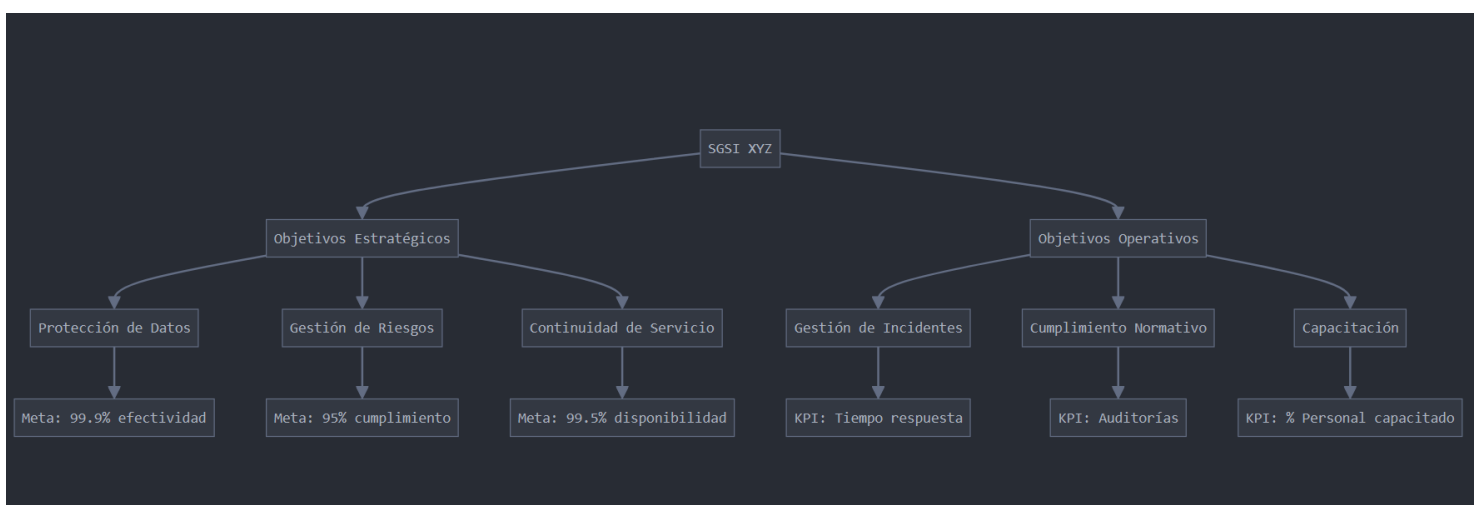 SGSI XYZ
Objetivos Estratégicos
Objetivos Operativos
Protección de Datos
Gestión de Riesgos
Continuidad de Servicio
Gestión de Incidentes
Cumplimiento Normativo
Capacitación
Meta: 99.9% efectividad
Meta: 95% cumplimiento
Meta: 99.5% disponibilidad
KPI: Tiempo respuesta
KPI: Auditorías
KPI: % Personal capacitado